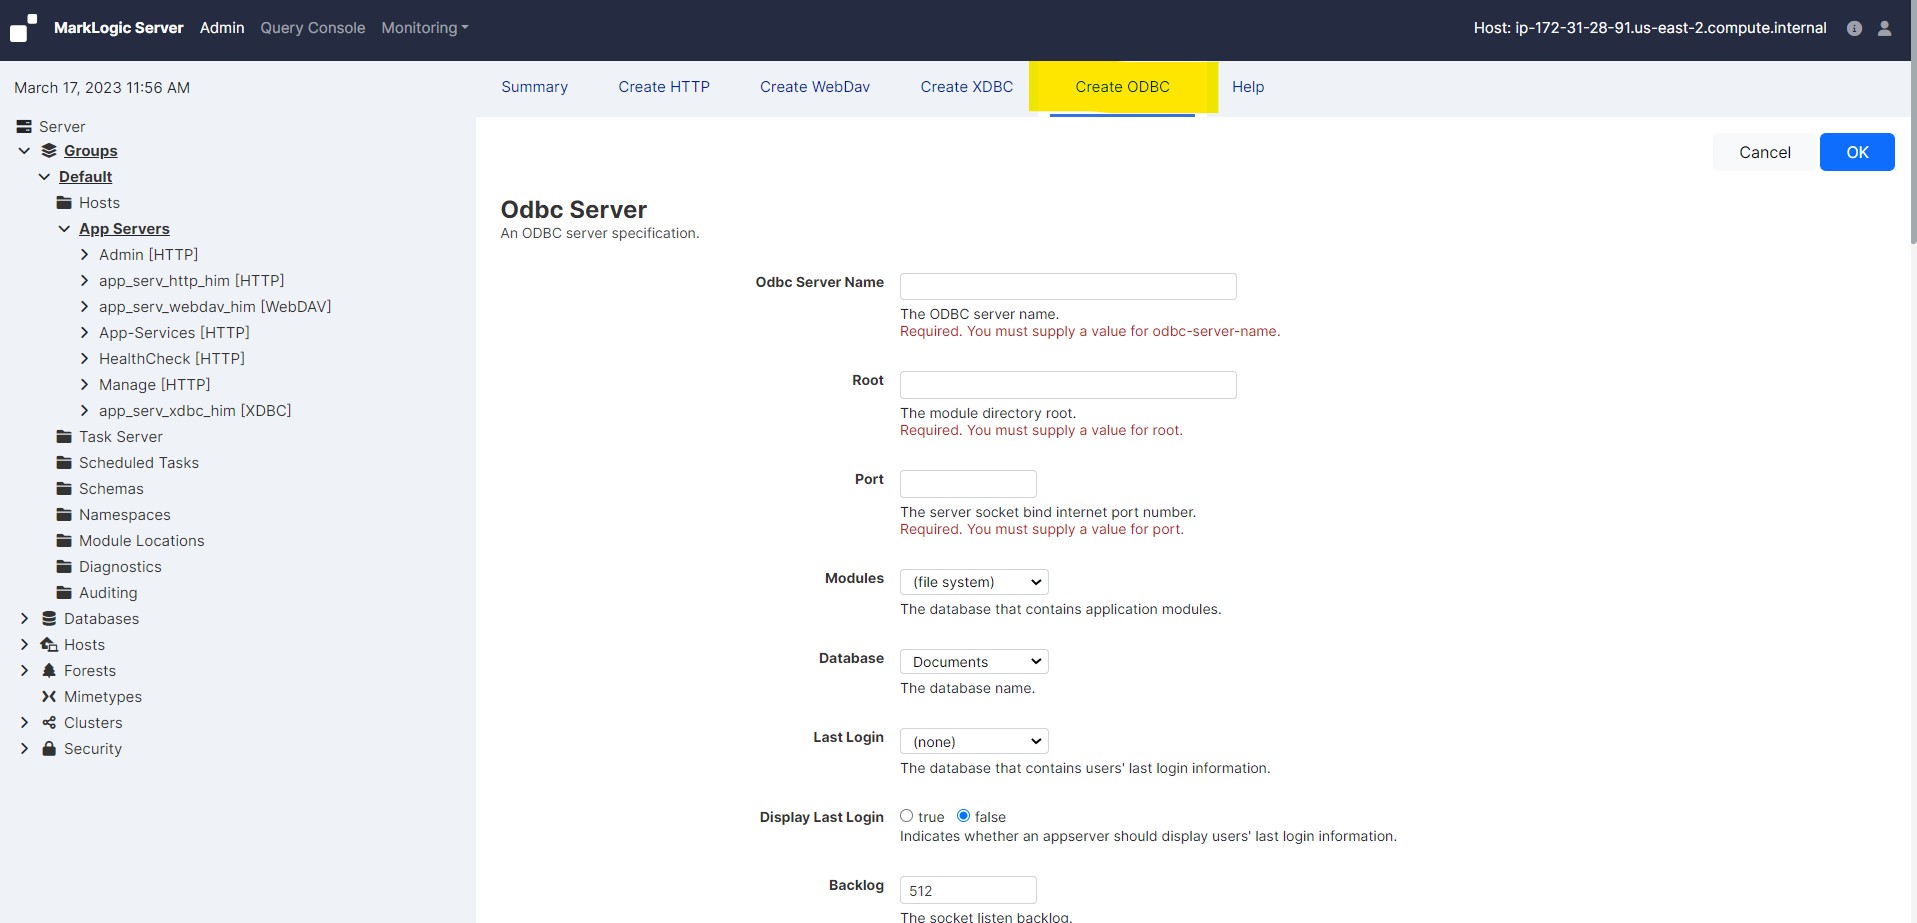 MarkLogic Server Admin Query Console Monitoring
Host: ip-172-31-28-91.us-east-2.compute.internal
March 17, 2023 11:56 AM
Server
Groups
Default
Hosts
App Servers
Admin [HTTP]
app_serv_http_him [HTTP]
app_serv_webdav_him [WebDAV]
App-Services [HTTP]
HealthCheck [HTTP]
Manage [HTTP]
app_serv_xdbc_him [XDBC]
Task Server
Scheduled Tasks
Schemas
Namespaces
Module Locations
Diagnostics
Auditing
Databases
Hosts
Forests
Mimetypes
Clusters
Security
Summary Create HTTP Create WebDav Create XDBC Create ODBC Help
Cancel OK
Odbc Server
An ODBC server specification.
Odbc Server Name
The ODBC server name.
Required. You must supply a value for odbc-server-name.
Root
The module directory root.
Required. You must supply a value for root.
Port
The server socket bind internet port number.
Required. You must supply a value for port.
Modules (file system)
The database that contains application modules.
Database Documents
The database name.
Last Login (none)
The database that contains users' last login information.
Display Last Login true false
Indicates whether an appserver should display users' last login information.
Backlog 512
The socket listen backlog.